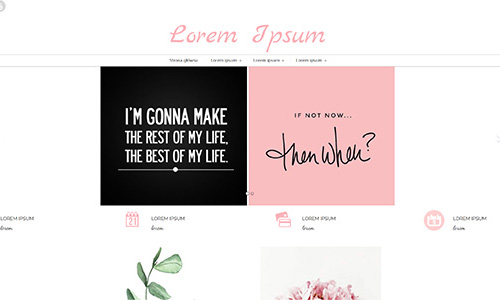 Lorem Ipsum
Strona główna Lorem ipsum Lorem ipsum Lorem ipsum
I'M GONNA MAKE
THE REST OF MY LIFE,
THE BEST OF MY LIFE.
IF NOT NOW...
then when?
LOREM IPSUM
lorem
21
LOREM IPSUM
lorem
LOREM IPSUM
lorem
LOREM IPSUM
lorem